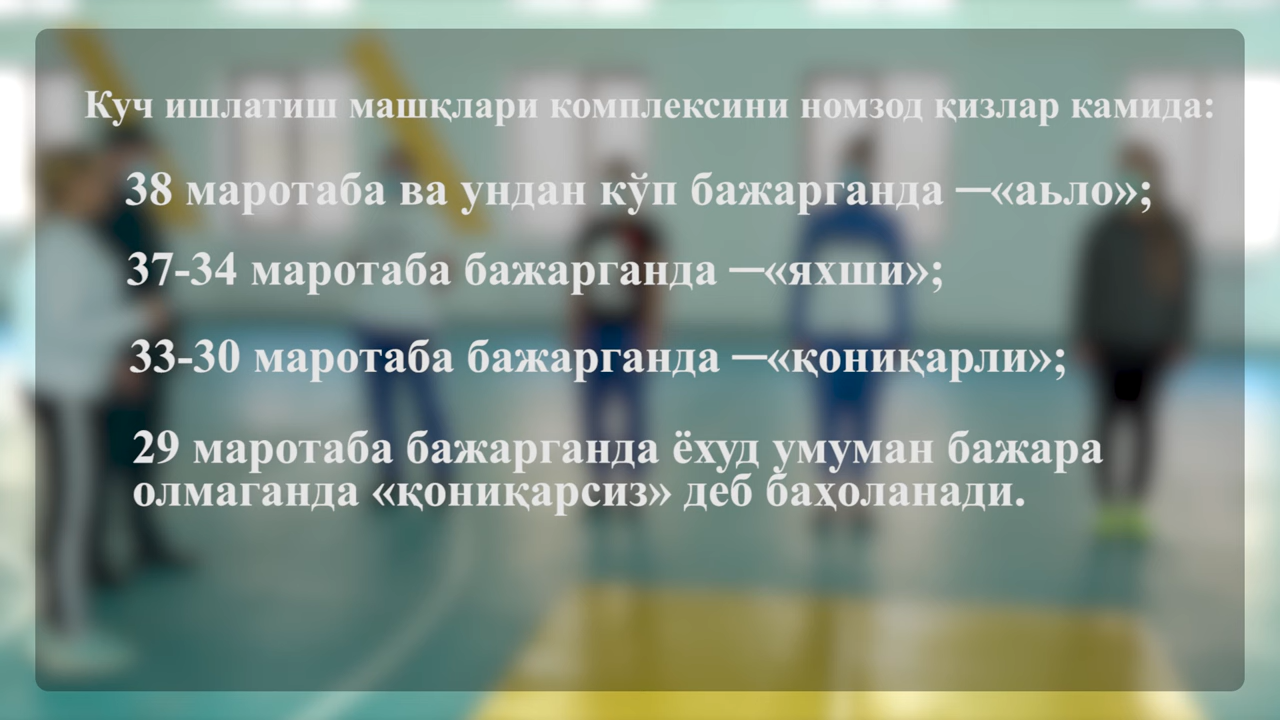 Куч ишлатиш машқлари комплексини номзод қизлар камида:
38 маротаба ва ундан кўп бажарганда ─«аьло»;
37-34 маротаба бажарганда ─«яхши»;
33-30 маротаба бажарганда ─«қониқарли»;
29 маротаба бажарганда ёхуд умуман бажара
олмаганда «қониқарсиз» деб баҳоланади.